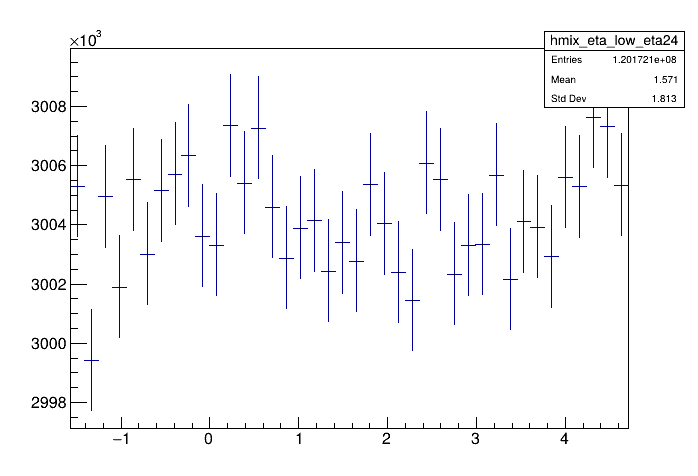 ×10³
hmix_eta_low_eta24
Entries 1.201721e+08
Mean 1.571
Std Dev 1.813
3008
3006
3004
3002
3000
2998
−1 0 1 2 3 4